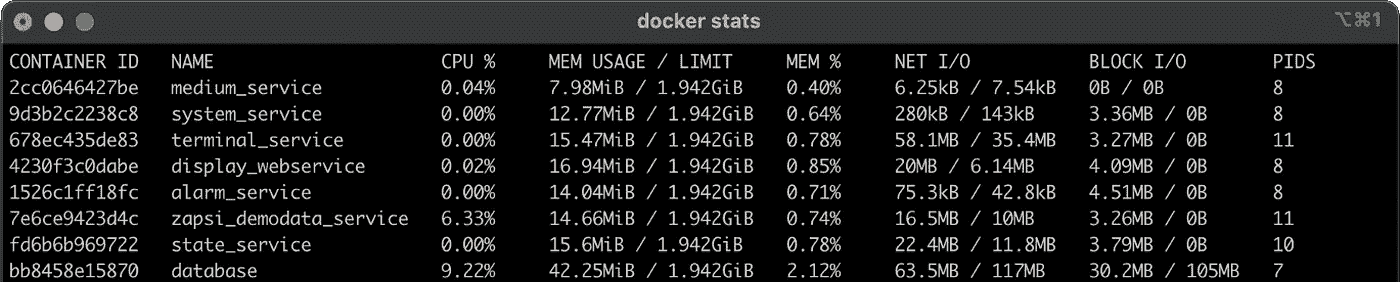 docker stats ⌥⌘1
CONTAINER ID NAME CPU % MEM USAGE / LIMIT MEM % NET I/O BLOCK I/O PIDS
2cc0646427be medium_service 0.04% 7.98MiB / 1.942GiB 0.40% 6.25kB / 7.54kB 0B / 0B 8
9d3b2c2238c8 system_service 0.00% 12.77MiB / 1.942GiB 0.64% 280kB / 143kB 3.36MB / 0B 8
678ec435de83 terminal_service 0.00% 15.47MiB / 1.942GiB 0.78% 58.1MB / 35.4MB 3.27MB / 0B 11
4230f3c0dabe display_webservice 0.02% 16.94MiB / 1.942GiB 0.85% 20MB / 6.14MB 4.09MB / 0B 8
1526c1ff18fc alarm_service 0.00% 14.04MiB / 1.942GiB 0.71% 75.3kB / 42.8kB 4.51MB / 0B 8
7e6ce9423d4c zapsi_demodata_service 6.33% 14.66MiB / 1.942GiB 0.74% 16.5MB / 10MB 3.26MB / 0B 11
fd6b6b969722 state_service 0.00% 15.6MiB / 1.942GiB 0.78% 22.4MB / 11.8MB 3.79MB / 0B 10
bb8458e15870 database 9.22% 42.25MiB / 1.942GiB 2.12% 63.5MB / 117MB 30.2MB / 105MB 7